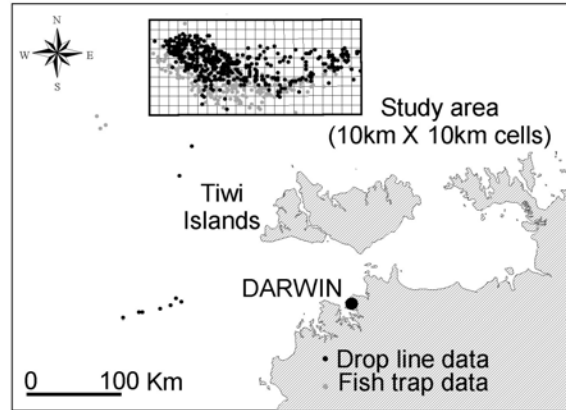 N
W E
S
Study area
(10km X 10km cells)
Tiwi
Islands
DARWIN
Drop line data
Fish trap data
0 100 Km